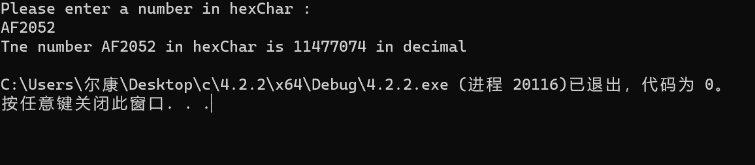 Please enter a number in hexChar :
AF2052
Tne number AF2052 in hexChar is 11477074 in decimal
C:\Users\尔康\Desktop\c\4.2.2\x64\Debug\4.2.2.exe (进程 20116)已退出，代码为 0。
按任意键关闭此窗口. . .